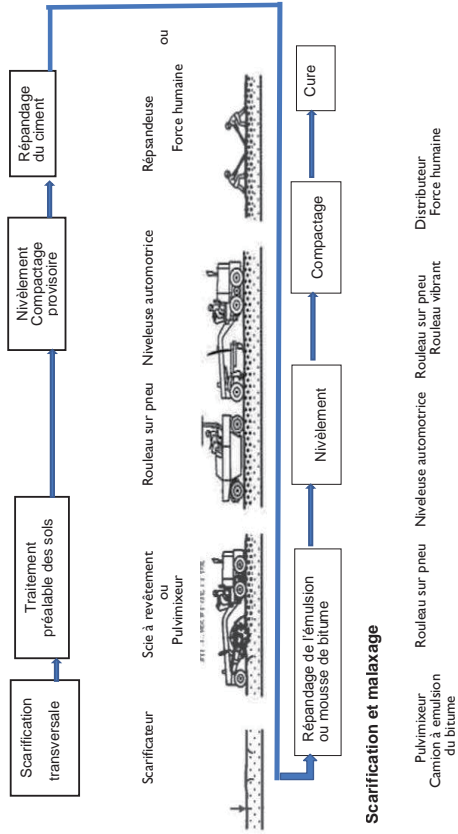 Scarification
transversale
Traitement
préalable des sols
Nivèlement
Compactage
provisoire
Répandage
du ciment
Scarificateur
Scie à revêtement
ou
Pulvimixeur
Rouleau sur pneu
Niveleuse automotrice
Répsandeuse
ou
Force humaine
Répandage de l'émulsion
ou mousse de bitume
Nivèlement
Compactage
Cure
Scarification et malaxage
Pulvimixeur
Camion à emulsion
du bitume
Rouleau sur pneu
Niveleuse automotrice
Rouleau sur pneu
Rouleau vibrant
Distributeur
Force humaine